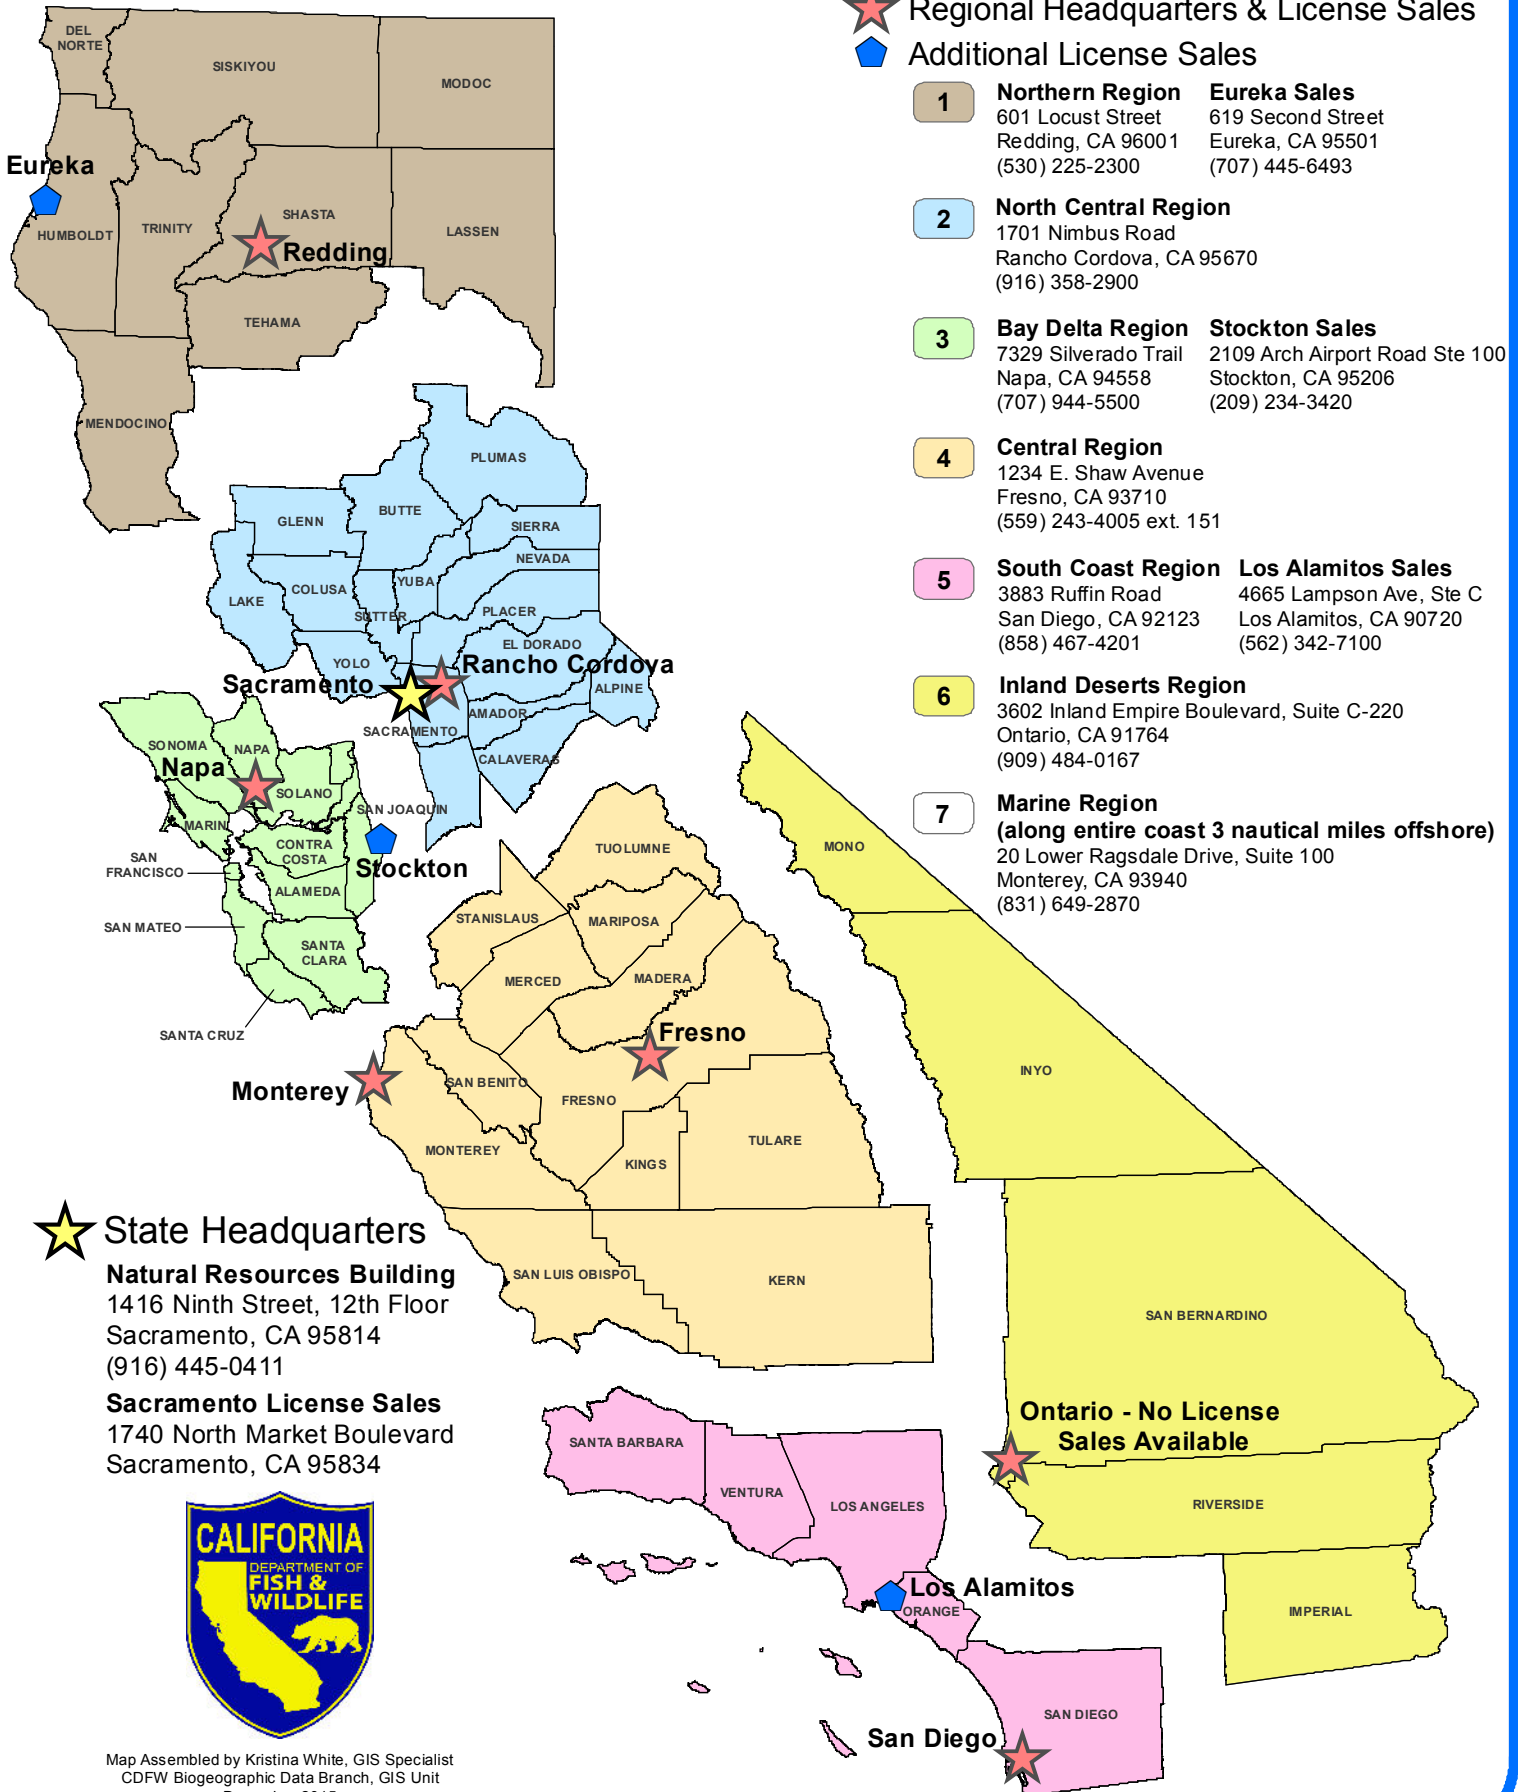 Regional Headquarters & License Sales
Additional License Sales
1
Northern Region
601 Locust Street
Redding, CA 96001
(530) 225-2300
Eureka Sales
619 Second Street
Eureka, CA 95501
(707) 445-6493
2
North Central Region
1701 Nimbus Road
Rancho Cordova, CA 95670
(916) 358-2900
3
Bay Delta Region
7329 Silverado Trail
Napa, CA 94558
(707) 944-5500
Stockton Sales
2109 Arch Airport Road Ste 100
Stockton, CA 95206
(209) 234-3420
4
Central Region
1234 E. Shaw Avenue
Fresno, CA 93710
(559) 243-4005 ext. 151
5
South Coast Region
3883 Ruffin Road
San Diego, CA 92123
(858) 467-4201
Los Alamitos Sales
4665 Lampson Ave, Ste C
Los Alamitos, CA 90720
(562) 342-7100
6
Inland Deserts Region
3602 Inland Empire Boulevard, Suite C-220
Ontario, CA 91764
(909) 484-0167
7
Marine Region
(along entire coast 3 nautical miles offshore)
20 Lower Ragsdale Drive, Suite 100
Monterey, CA 93940
(831) 649-2870
DEL
NORTE
SISKIYOU
MODOC
Eureka
HUMBOLDT
TRINITY
SHASTA
Redding
LASSEN
TEHAMA
MENDOCINO
PLUMAS
BUTTE
GLENN
SIERRA
NEVADA
COLUSA
YUBA
LAKE
SUTTER
PLACER
EL DORADO
YOLO
Rancho Cordova
Sacramento
ALPINE
AMADOR
SACRAMENTO
CALAVERAS
SONOMA
NAPA
Napa
SOLANO
SAN JOAQUIN
MARIN
CONTRA
COSTA
SAN
FRANCISCO
Stockton
ALAMEDA
SAN MATEO
SANTA
CLARA
SANTA CRUZ
TUOLUMNE
STANISLAUS
MARIPOSA
MERCED
MADERA
Fresno
Monterey
SAN BENITO
FRESNO
MONTEREY
KINGS
TULARE
SAN LUIS OBISPO
KERN
MONO
INYO
SAN BERNARDINO
Ontario - No License
Sales Available
RIVERSIDE
IMPERIAL
SANTA BARBARA
VENTURA
LOS ANGELES
Los Alamitos
ORANGE
SAN DIEGO
San Diego
State Headquarters
Natural Resources Building
1416 Ninth Street, 12th Floor
Sacramento, CA 95814
(916) 445-0411
Sacramento License Sales
1740 North Market Boulevard
Sacramento, CA 95834
CALIFORNIA
DEPARTMENT OF
FISH &
WILDLIFE
Map Assembled by Kristina White, GIS Specialist
CDFW Biogeographic Data Branch, GIS Unit